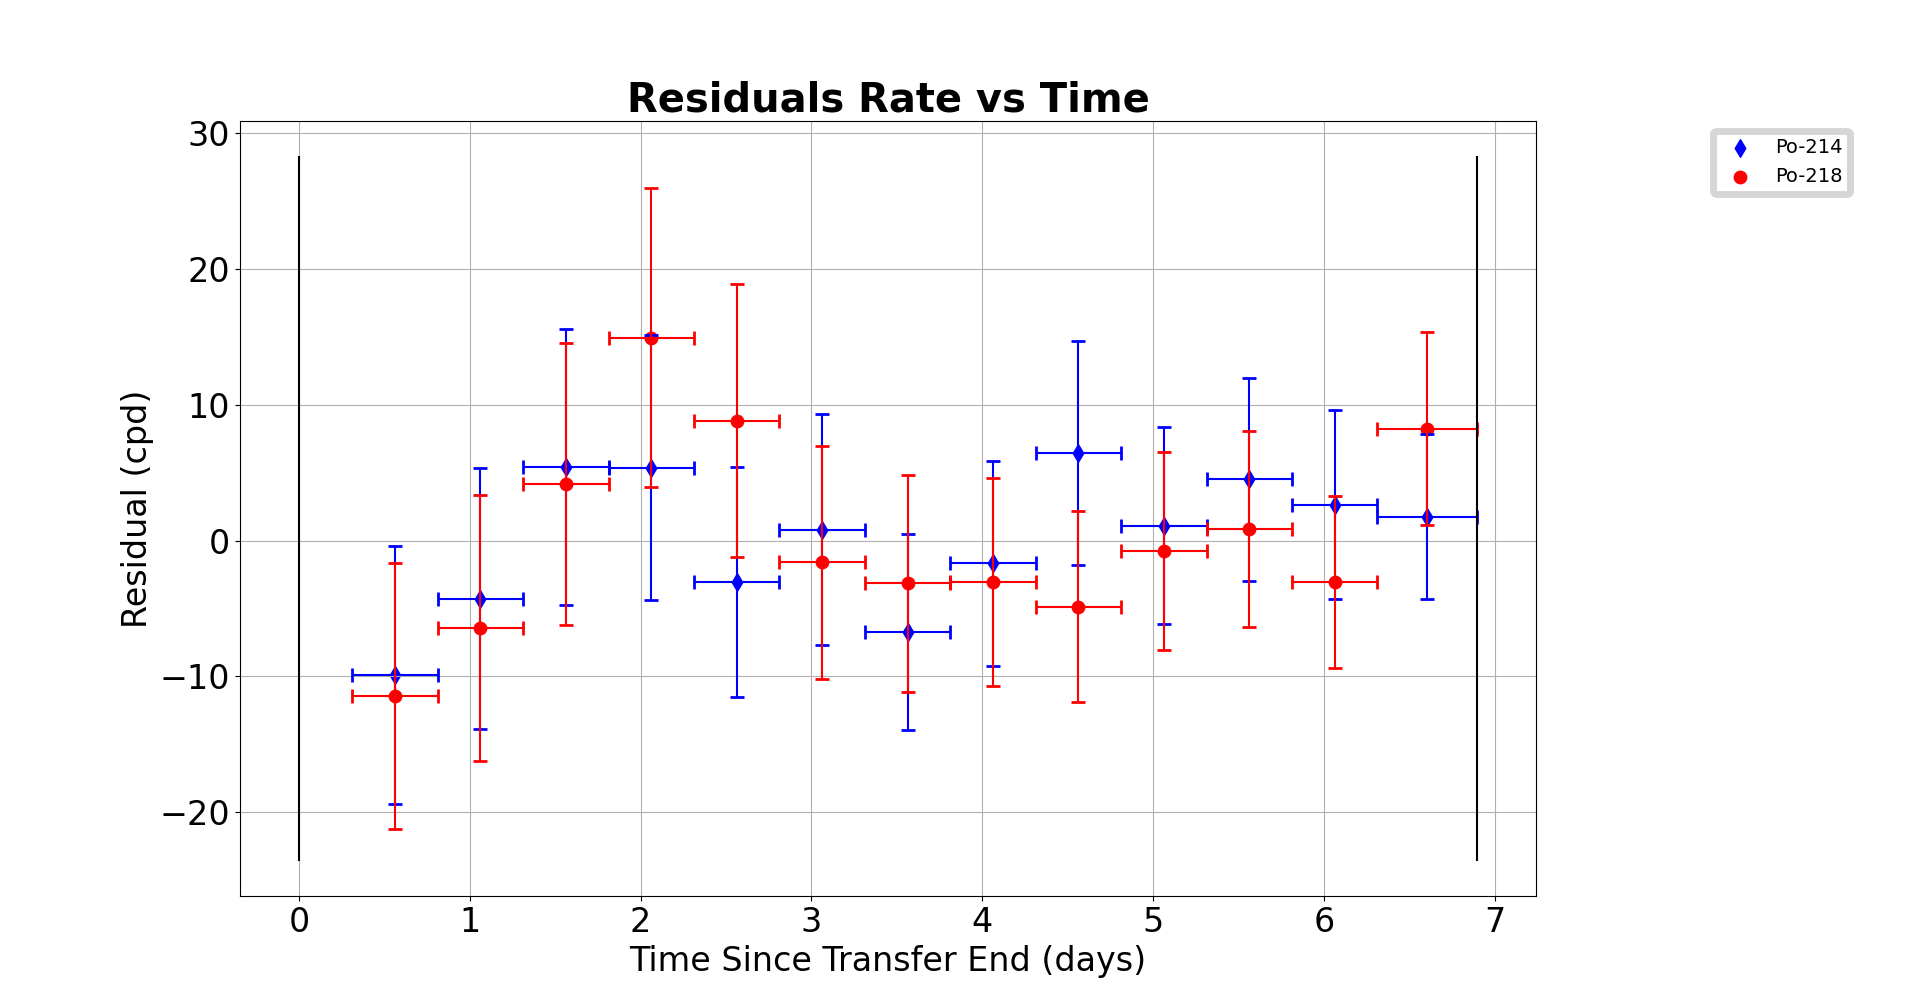 Residuals Rate vs Time
Po-214
Po-218
30
20
10
0
−10
−20
Residual (cpd)
0 1 2 3 4 5 6 7
Time Since Transfer End (days)